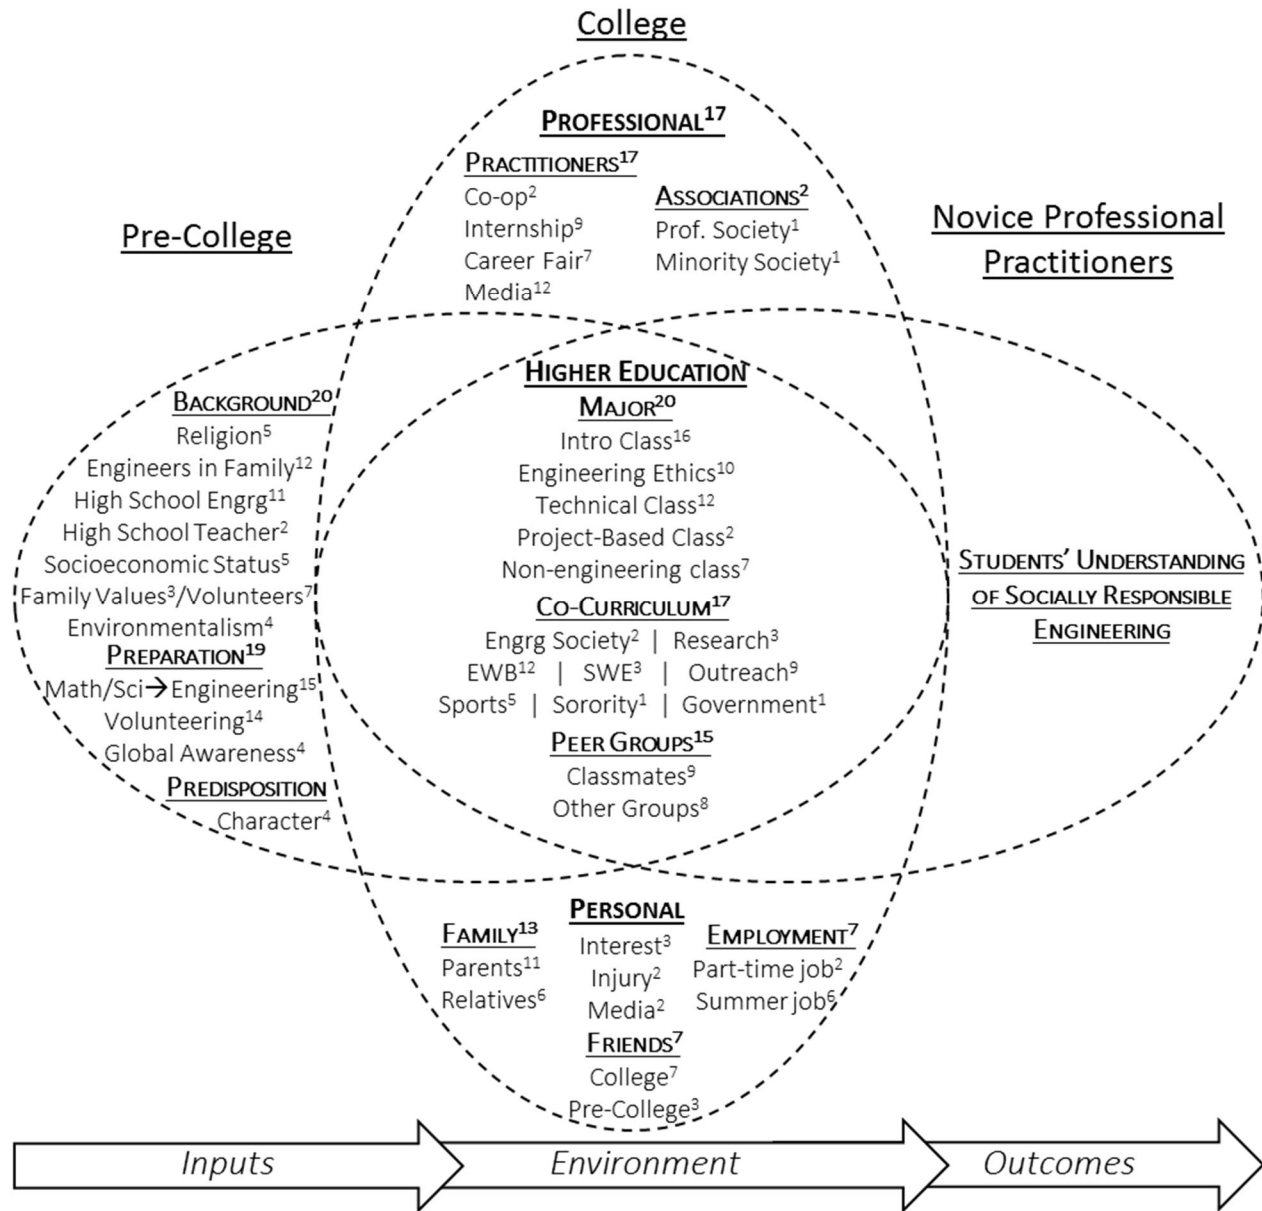 College
PROFESSIONAL¹⁷
PRACTITIONERS¹⁷
Co-op²
Internship⁹
Career Fair⁷
Media¹²
ASSOCIATIONS²
Prof. Society¹
Minority Society¹
Pre-College
Novice Professional
Practitioners
BACKGROUND²⁰
Religion⁵
Engineers in Family¹²
High School Engrg¹¹
High School Teacher²
Socioeconomic Status⁵
Family Values³/Volunteers⁷
Environmentalism⁴
PREPARATION¹⁹
Math/Sci→Engineering¹⁵
Volunteering¹⁴
Global Awareness⁴
PREDISPOSITION
Character⁴
HIGHER EDUCATION
MAJOR²⁰
Intro Class¹⁶
Engineering Ethics¹⁰
Technical Class¹²
Project-Based Class²
Non-engineering class⁷
CO-CURRICULUM¹⁷
Engrg Society² | Research³
EWB¹² | SWE³ | Outreach⁹
Sports⁵ | Sorority¹ | Government¹
PEER GROUPS¹⁵
Classmates⁹
Other Groups⁸
STUDENTS' UNDERSTANDING
OF SOCIALLY RESPONSIBLE
ENGINEERING
PERSONAL
FAMILY¹³
Parents¹¹
Relatives⁶
Interest³
Injury²
Media²
EMPLOYMENT⁷
Part-time job²
Summer job⁶
FRIENDS⁷
College⁷
Pre-College³
Inputs
Environment
Outcomes